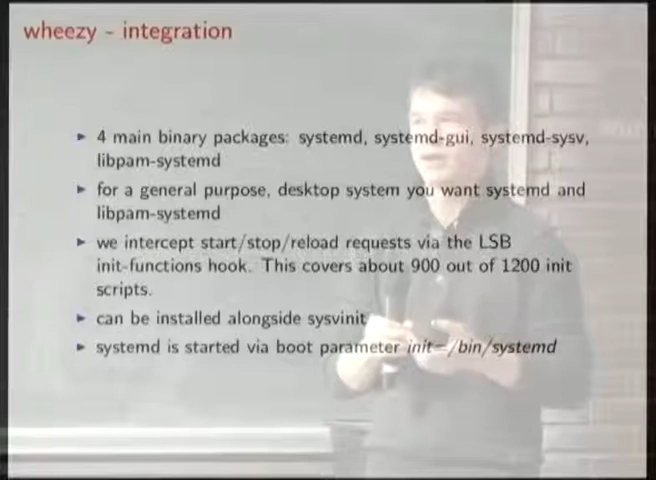 wheezy - integration
4 main binary packages: systemd, systemd-gui, systemd-sysv,
libpam-systemd
for a general purpose, desktop system you want systemd and
libpam-systemd
we intercept start/stop/reload requests via the LSB
init-functions hook. This covers about 900 out of 1200 init
scripts.
can be installed alongside sysvinit
systemd is started via boot parameter init=/bin/systemd